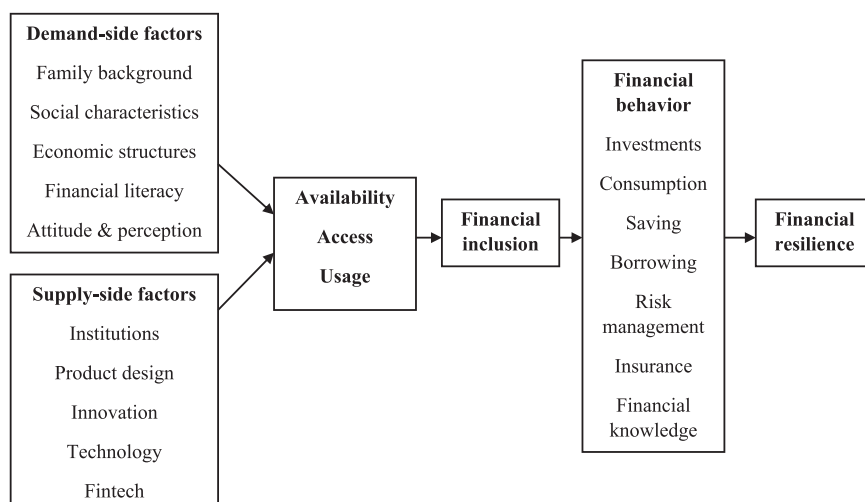 Demand-side factors
Family background
Social characteristics
Economic structures
Financial literacy
Attitude & perception
Supply-side factors
Institutions
Product design
Innovation
Technology
Fintech
Availability
Access
Usage
Financial
inclusion
Financial
behavior
Investments
Consumption
Saving
Borrowing
Risk
management
Insurance
Financial
knowledge
Financial
resilience